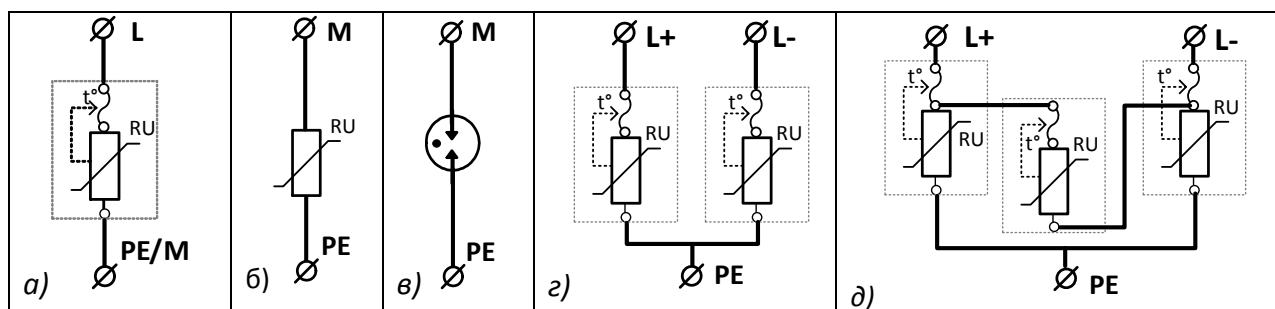 L
t°
RU
PE/M
а)
M
RU
PE
б)
M
PE
в)
L+ L-
t° t°
RU RU
PE
г)
L+ L-
t° t°
RU RU RU
t°
PE
д)